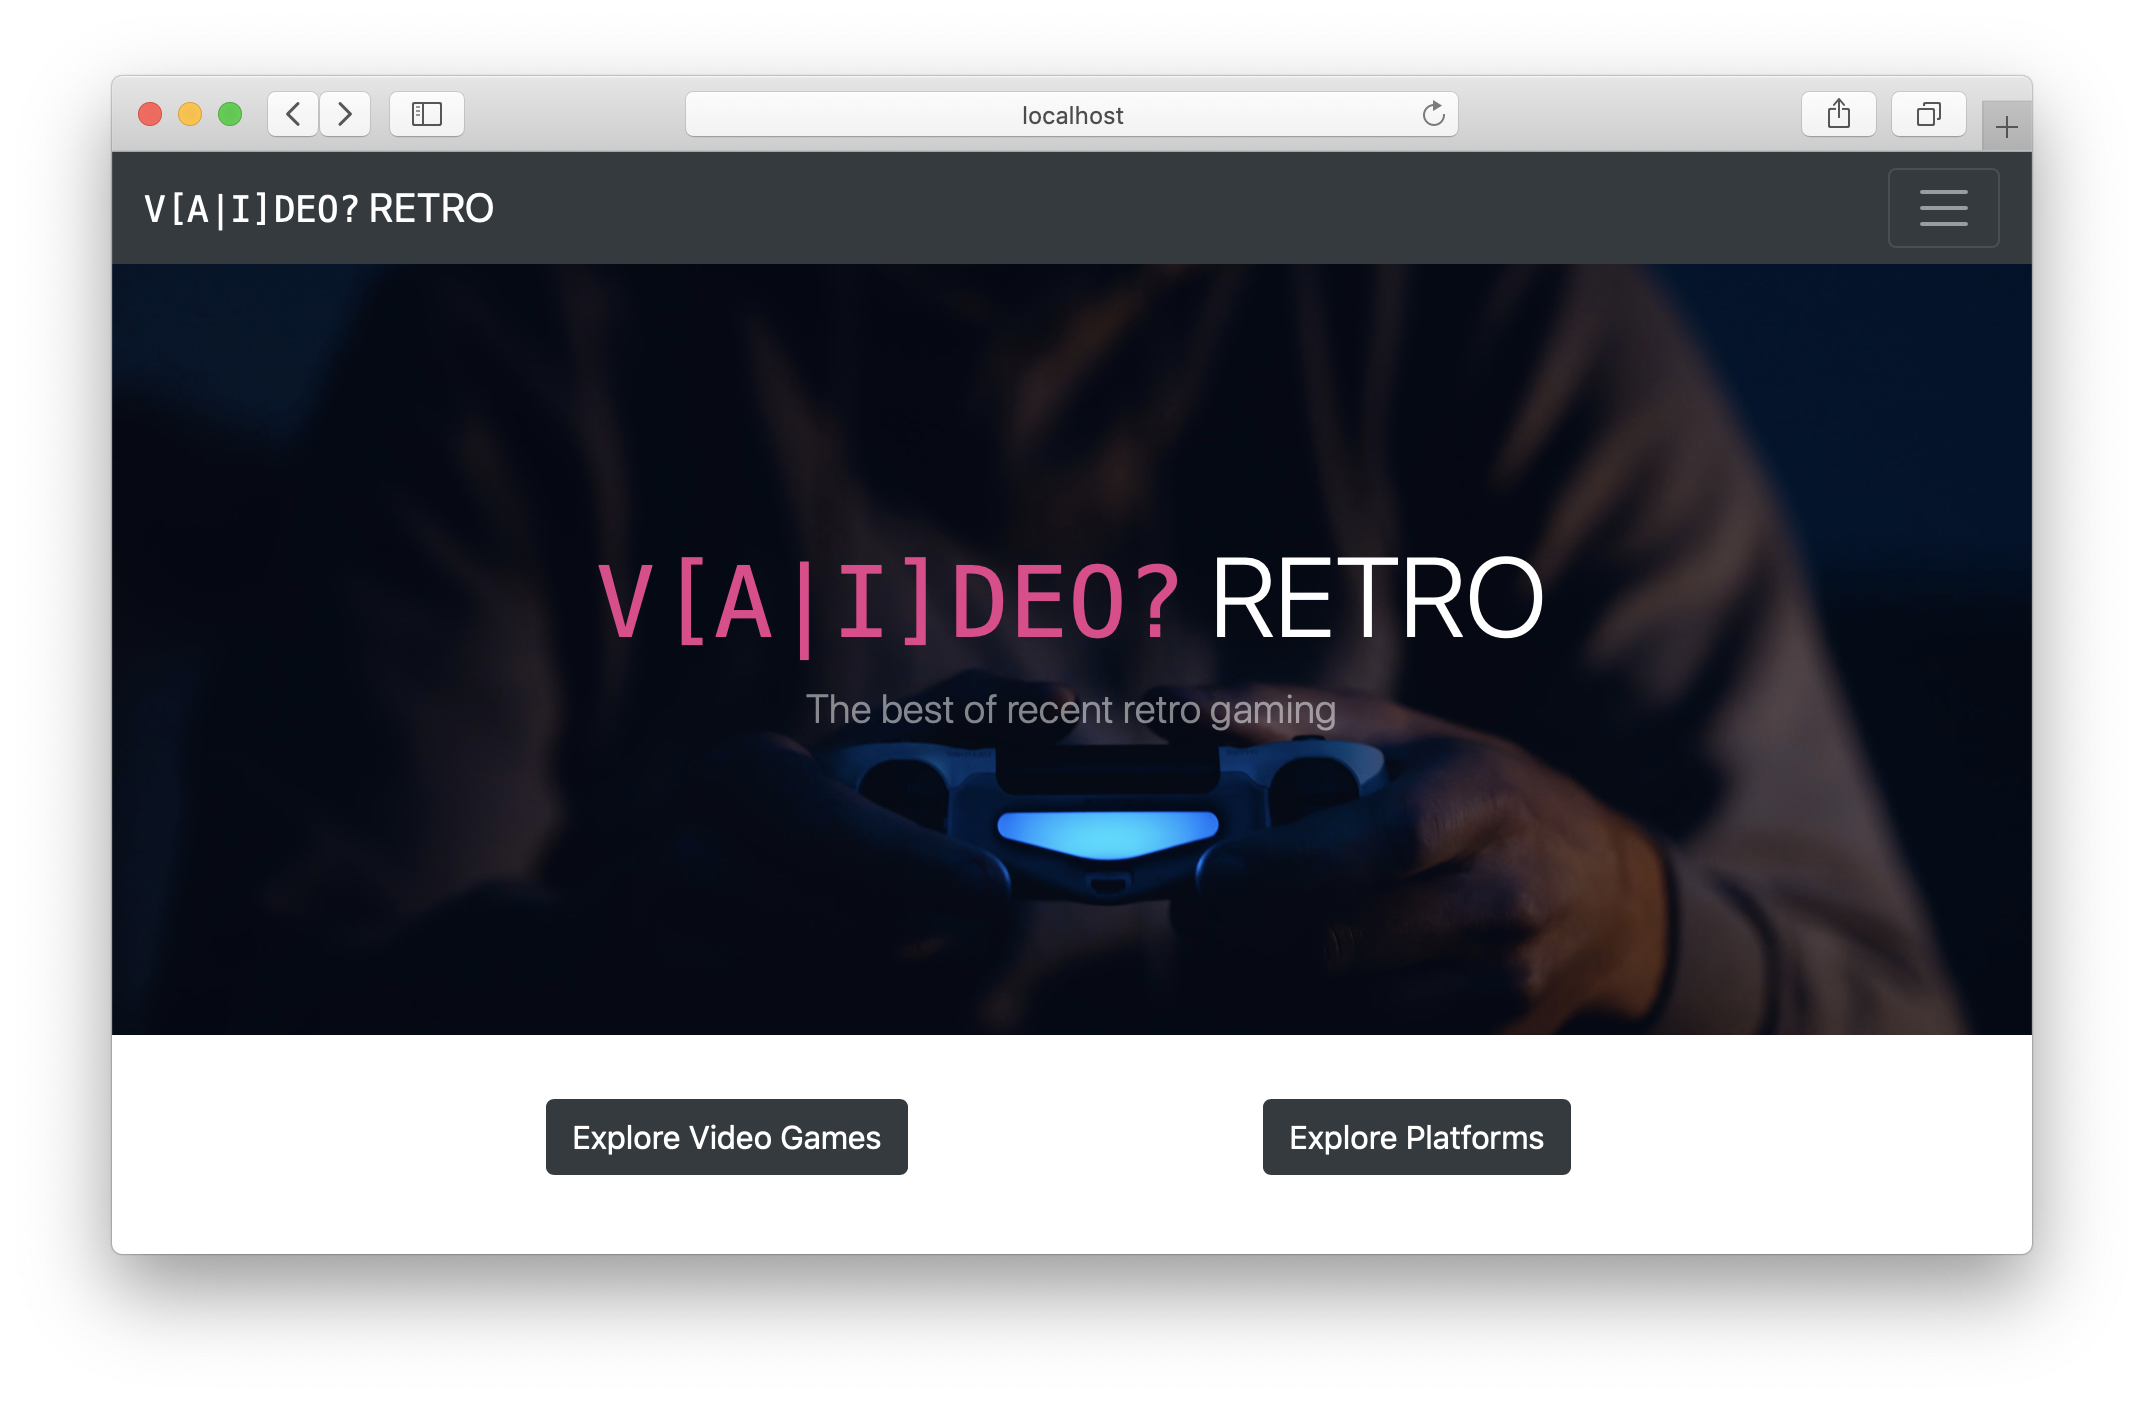 localhost
V[A|I]DEO? RETRO
V[A|I]DEO? RETRO
The best of recent retro gaming
Explore Video Games
Explore Platforms